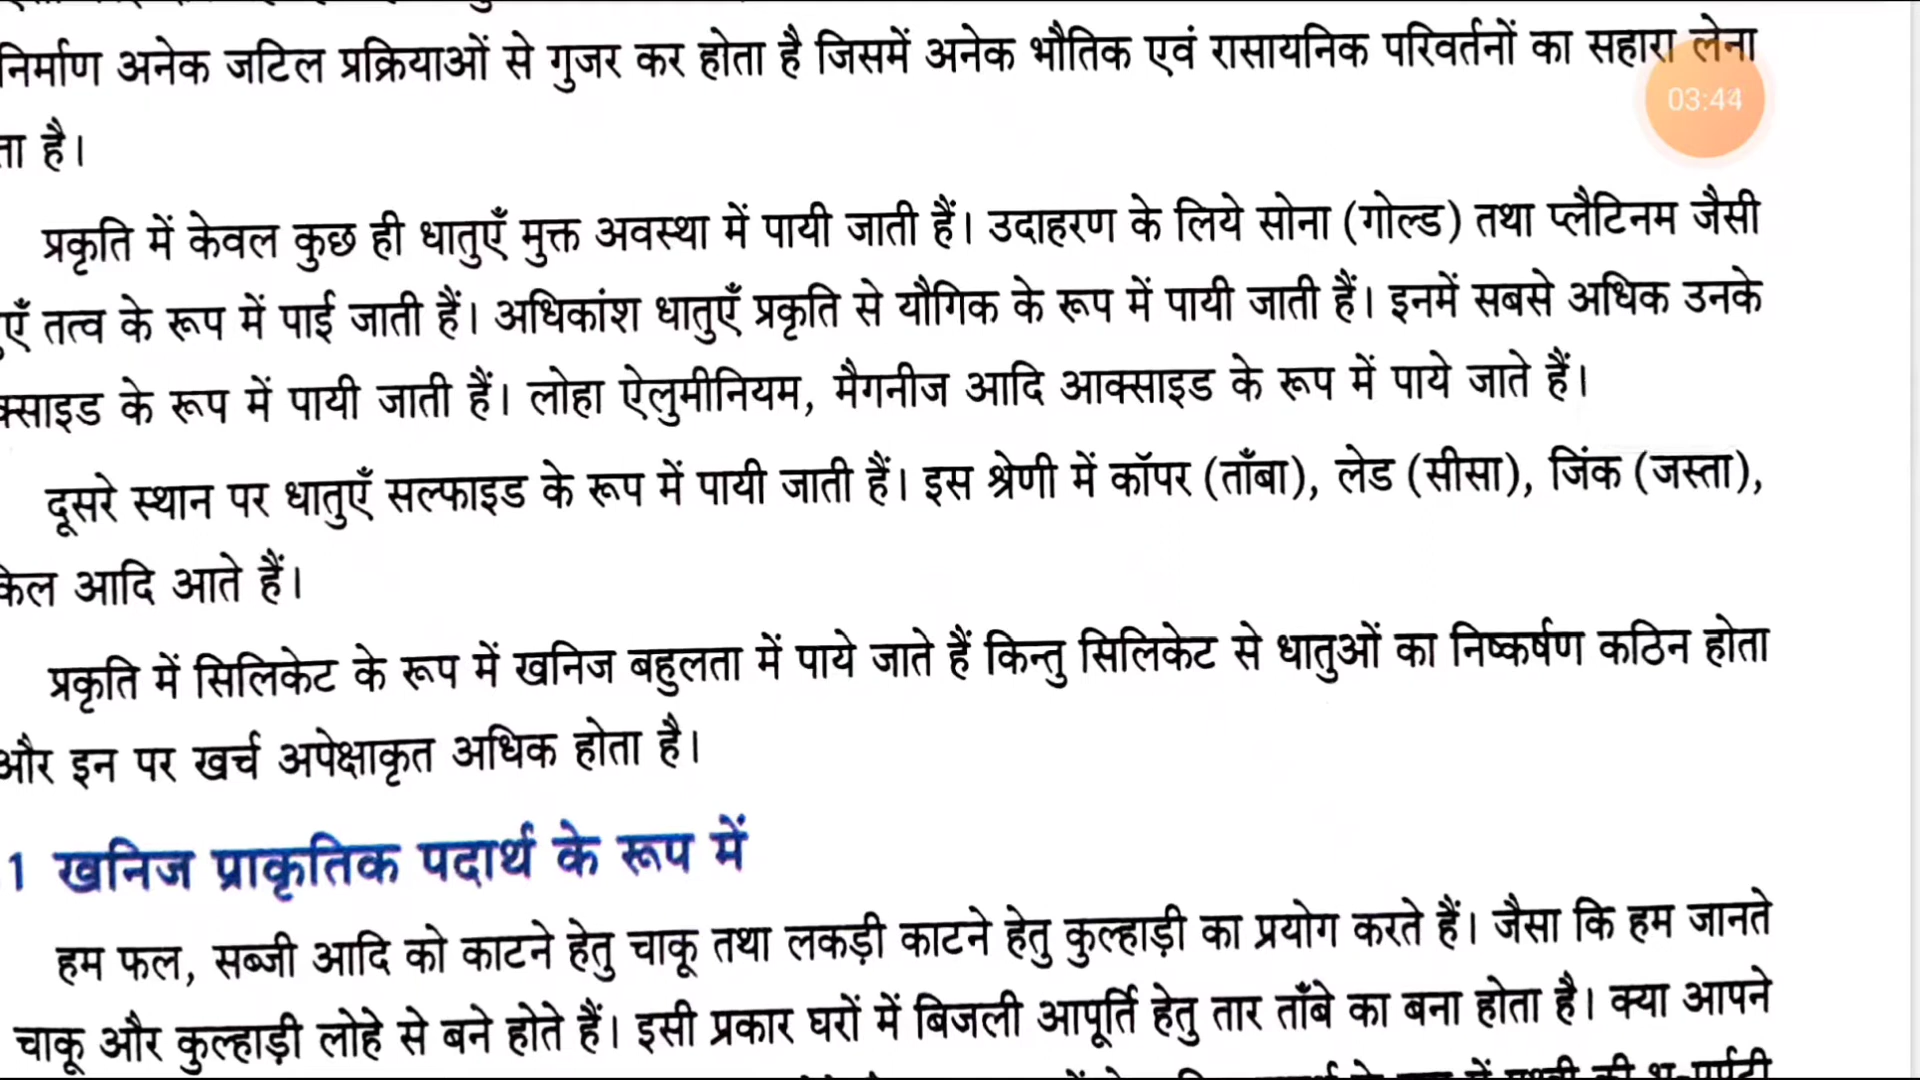 निर्माण अनेक जटिल प्रक्रियाओं से गुजर कर होता है जिसमें अनेक भौतिक एवं रासायनिक परिवर्तनों का सहारा लेना
03:44
ता है।
प्रकृति में केवल कुछ ही धातुएँ मुक्त अवस्था में पायी जाती हैं। उदाहरण के लिये सोना (गोल्ड) तथा प्लैटिनम जैसी
एँ तत्व के रूप में पाई जाती हैं। अधिकांश धातुएँ प्रकृति से यौगिक के रूप में पायी जाती हैं। इनमें सबसे अधिक उनके
क्साइड के रूप में पायी जाती हैं। लोहा ऐलुमीनियम, मैगनीज आदि आक्साइड के रूप में पाये जाते हैं।
दूसरे स्थान पर धातुएँ सल्फाइड के रूप में पायी जाती हैं। इस श्रेणी में कॉपर (ताँबा), लेड (सीसा), जिंक (जस्ता),
केल आदि आते हैं।
प्रकृति में सिलिकेट के रूप में खनिज बहुलता में पाये जाते हैं किन्तु सिलिकेट से धातुओं का निष्कर्षण कठिन होता
और इन पर खर्च अपेक्षाकृत अधिक होता है।
1 खनिज प्राकृतिक पदार्थ के रूप में
हम फल, सब्जी आदि को काटने हेतु चाकू तथा लकड़ी काटने हेतु कुल्हाड़ी का प्रयोग करते हैं। जैसा कि हम जानते
चाकू और कुल्हाड़ी लोहे से बने होते हैं। इसी प्रकार घरों में बिजली आपूर्ति हेतु तार ताँबे का बना होता है। क्या आपने